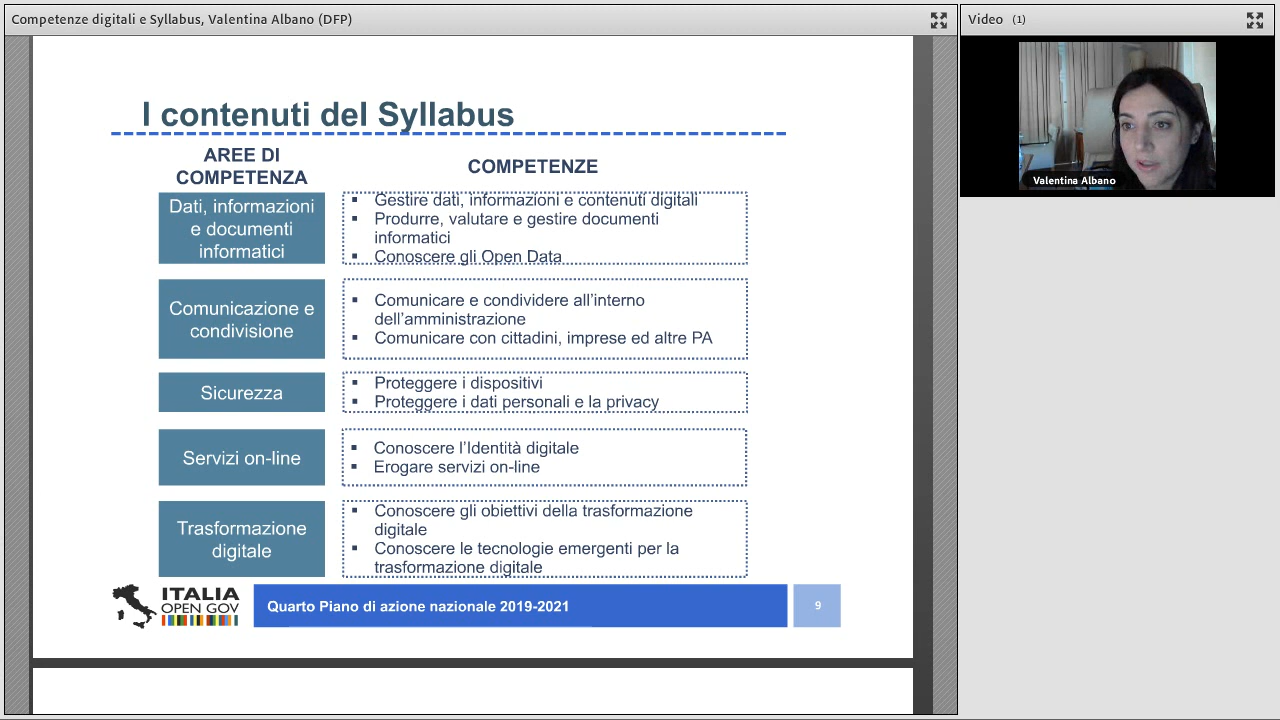 Competenze digitali e Syllabus, Valentina Albano (DFP)
Video (1)
Valentina Albano
I contenuti del Syllabus
AREE DI
COMPETENZA
COMPETENZE
Dati, informazioni
e documenti
informatici
▪ Gestire dati, informazioni e contenuti digitali
▪ Produrre, valutare e gestire documenti
informatici
▪ Conoscere gli Open Data
Comunicazione e
condivisione
▪ Comunicare e condividere all’interno
dell’amministrazione
▪ Comunicare con cittadini, imprese ed altre PA
Sicurezza
▪ Proteggere i dispositivi
▪ Proteggere i dati personali e la privacy
Servizi on-line
▪ Conoscere l’Identità digitale
▪ Erogare servizi on-line
Trasformazione
digitale
▪ Conoscere gli obiettivi della trasformazione
digitale
▪ Conoscere le tecnologie emergenti per la
trasformazione digitale
ITALIA
OPEN GOV
Quarto Piano di azione nazionale 2019-2021
9